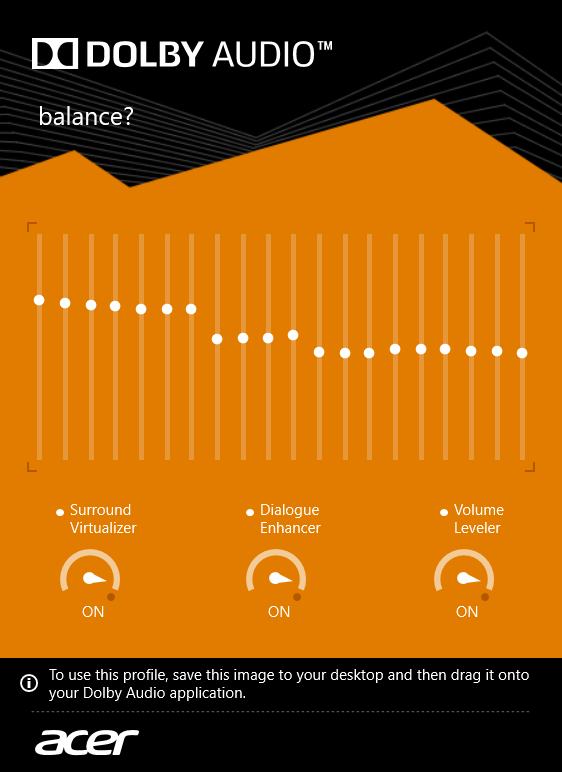 DOLBY AUDIO™
balance?
Surround
Virtualizer
Dialogue
Enhancer
Volume
Leveler
ON
ON
ON
To use this profile, save this image to your desktop and then drag it onto
your Dolby Audio application.
acer